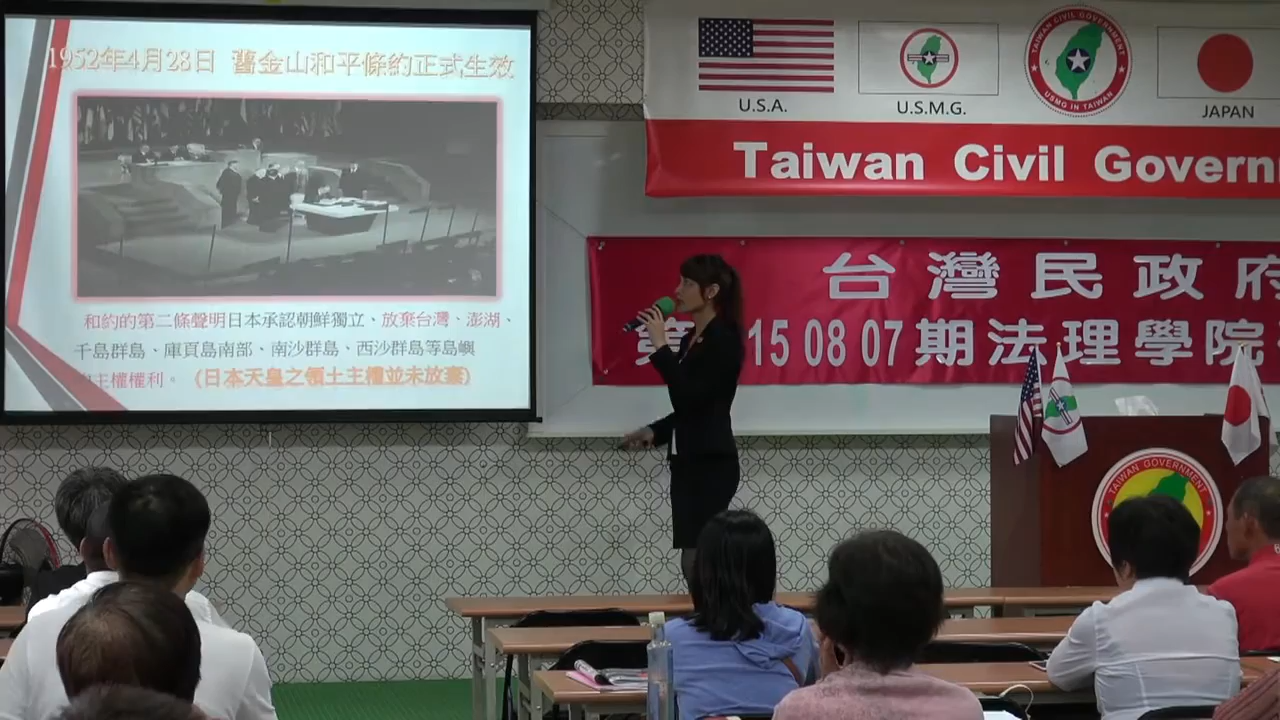 1952年4月28日 舊金山和平條約正式生效
和約的第二條聲明日本承認朝鮮獨立、放棄台灣、澎湖、
千島群島、庫頁島南部、南沙群島、西沙群島等島嶼
主權權利。(日本天皇之領土主權並未放棄)
U.S.A.
U.S.M.G.
TAIWAN CIVIL GOVERNMENT
USMG IN TAIWAN
JAPAN
Taiwan Civil Governm
台灣民政府
第 15 08 07 期法理學院
TAIWAN GOVERNMENT